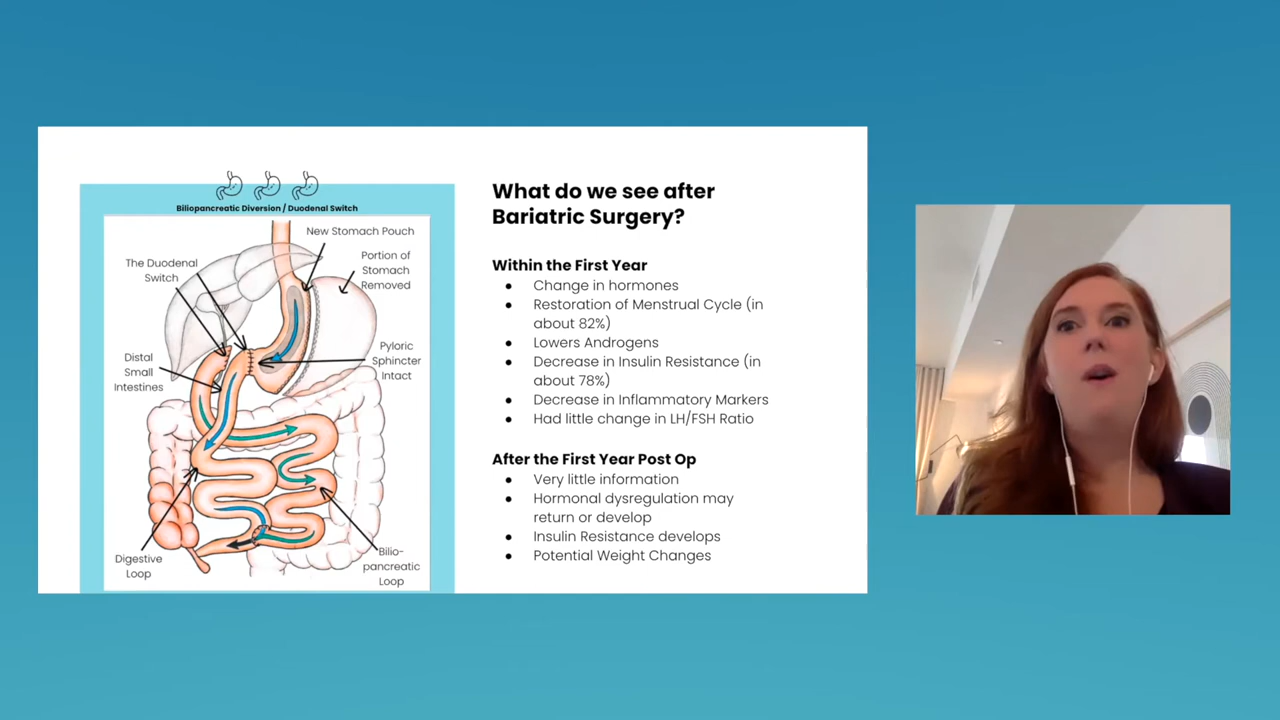 Biliopancreatic Diversion / Duodenal Switch
New Stomach Pouch
The Duodenal
Switch
Portion of
Stomach
Removed
Distal
Small
Intestines
Pyloric
Sphincter
Intact
Digestive
Loop
Bilio-
pancreatic
Loop
What do we see after
Bariatric Surgery?
Within the First Year
● Change in hormones
● Restoration of Menstrual Cycle (in
about 82%)
● Lowers Androgens
● Decrease in Insulin Resistance (in
about 78%)
● Decrease in Inflammatory Markers
● Had little change in LH/FSH Ratio
After the First Year Post Op
● Very little information
● Hormonal dysregulation may
return or develop
● Insulin Resistance develops
● Potential Weight Changes